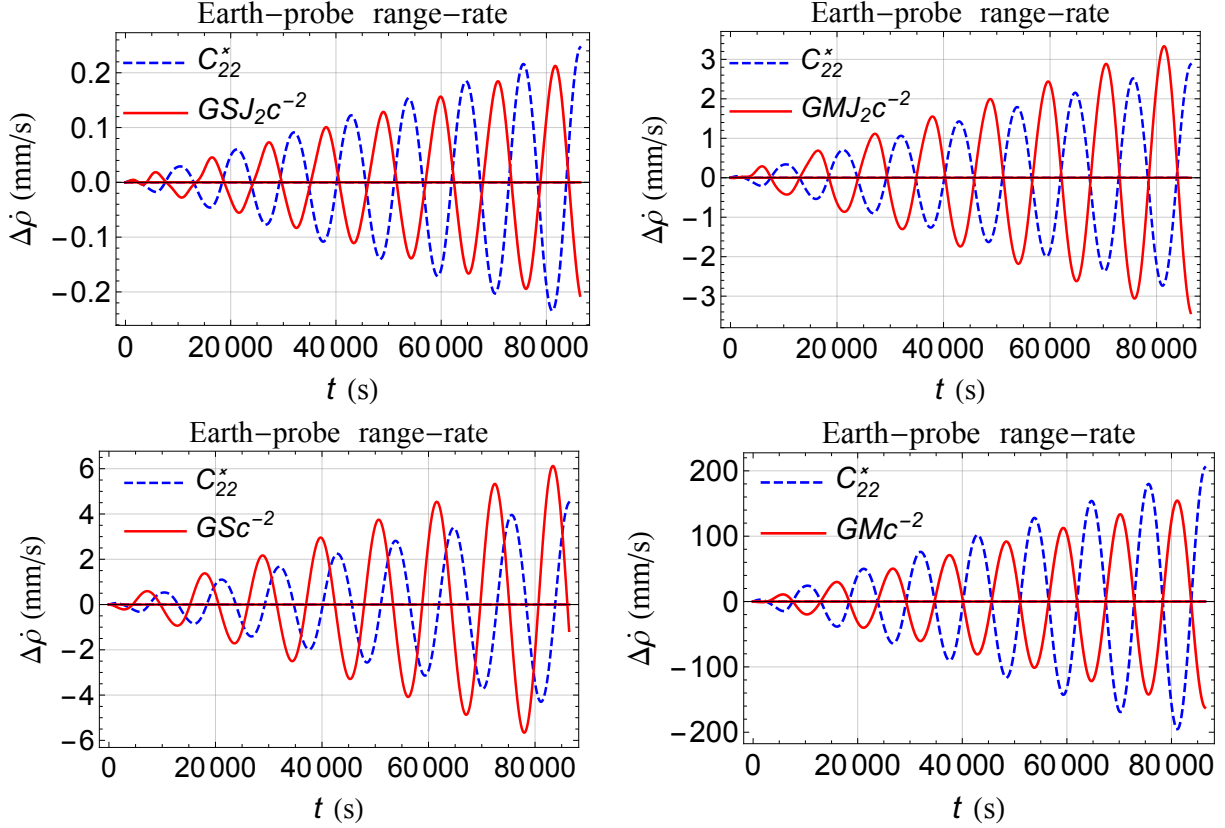 Earth−probe range−rate
C*22
GSJ2c−2
Δρ̇ (mm/s)
0.2
0.1
0.0
−0.1
−0.2
0 20 000 40 000 60 000 80 000
t (s)
Earth−probe range−rate
C*22
GMJ2c−2
Δρ̇ (mm/s)
3
2
1
0
−1
−2
−3
0 20 000 40 000 60 000 80 000
t (s)
Earth−probe range−rate
C*22
GSc−2
Δρ̇ (mm/s)
6
4
2
0
−2
−4
−6
0 20 000 40 000 60 000 80 000
t (s)
Earth−probe range−rate
C*22
GMc−2
Δρ̇ (mm/s)
200
100
0
−100
−200
0 20 000 40 000 60 000 80 000
t (s)